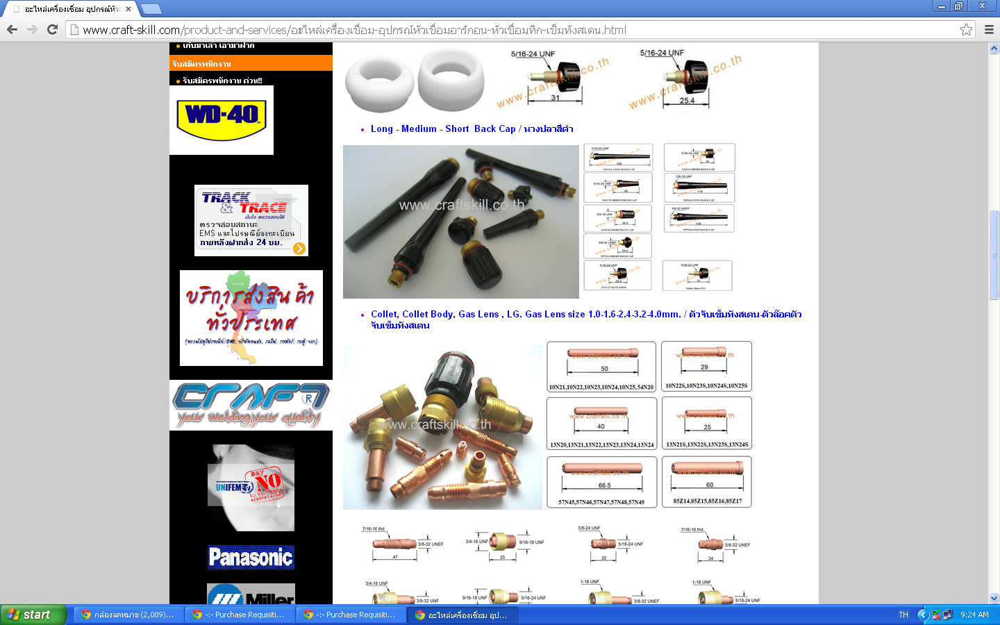 อะไหล่เครื่องเชื่อม อุปกรณ์หัว
www.craft-skill.com/product-and-services/อะไหล่เครื่องเชื่อม-อุปกรณ์หัวเชื่อมอาร์กอน-หัวเชื่อมทิก-เข็มทังสเตน.html
เก็บมาเล่า เอามาฝาก
รับสมัครพนักงาน
รับสมัครพนักงาน ด่วน!!
WD-40
TRACK
& TRACE
มั่นใจ ตรวจสอบได้
ตรวจสอบสถานะ
EMS และไปรษณีย์ลงทะเบียน
ภายหลังฝากส่ง 24 ชม.
บริการส่งสินค้า
ทั่วประเทศ
CRAFT
your welding,your quality
say
NO
UNIFEM
Panasonic
Miller
5/16-24 UNF
31
www.craftskill.co.th
5/16-24 UNF
25.4
www.craftskill.co.th
Long - Medium - Short Back Cap / หางปลาสีดำ
www.craftskill.co.th
Collet, Collet Body, Gas Lens , LG. Gas Lens size 1.0-1.6-2.4-3.2-4.0mm. / ตัวจับเข็มทังสเตน-ตัวล๊อคตัว
จับเข็มทังสเตน
www.craftskill.co.th
50
10N21,10N22,10N23,10N24,10N25,54N20
29
10N22S,10N23S,10N24S,10N25S
40
13N20,13N21,13N22,13N23,13N24,13N24
25
13N21S,13N22S,13N23S,13N24S
66.5
57N45,57N46,57N47,57N48,57N49
60
85Z14,85Z15,85Z16,85Z17
7/16-16 thd.
3/8-32 UNEF
47
3/4-16 UNF
9/16-18 UNF
25
3/8-24 UNF
5/16-24 UNF
22
7/16-16 thd.
3/8-32 UNEF
24
3/4-16 UNF
3/8-32 UNF
9/16-18 UNF
5/16-24 UNF
1-16 UNF
3/8-32 UNF
1-16 UNF
5/16-24 UNF
start
กล่องจดหมาย (2,089)...
-:- Purchase Requisiti...
-:- Purchase Requisiti...
อะไหล่เครื่องเชื่อม อุป...
TH
9:24 AM